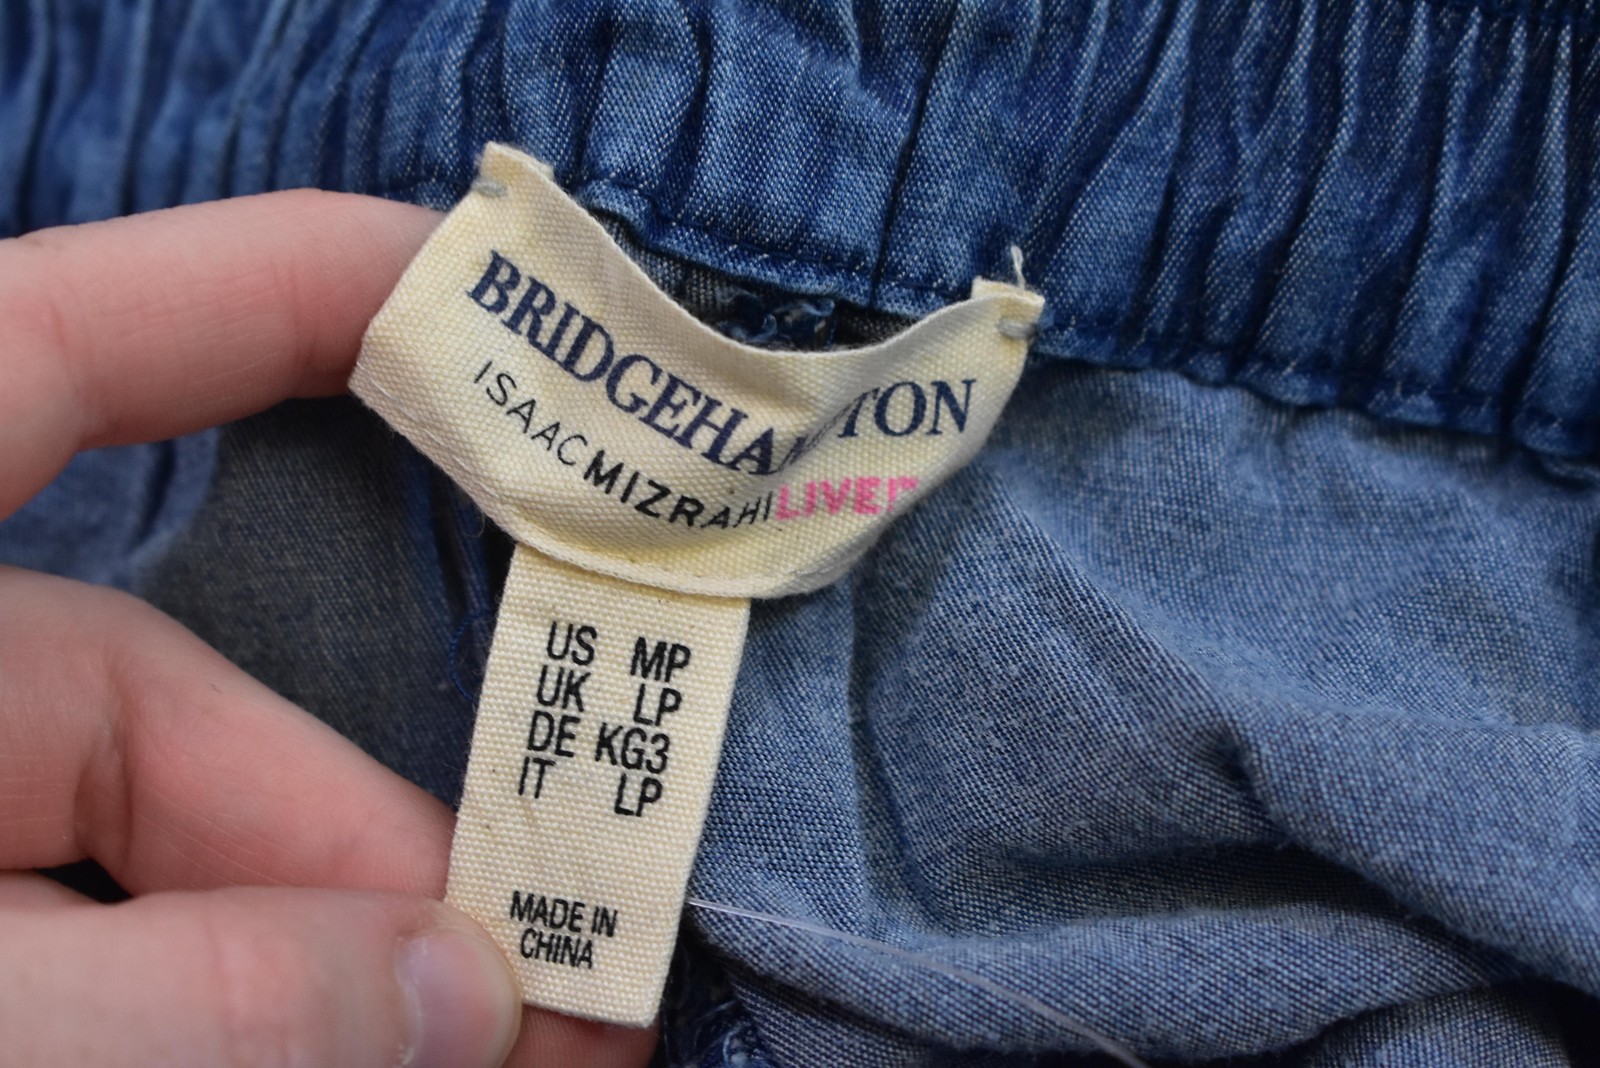 BRIDGEHAMPTON
ISAAC MIZRAHI LIVE!
US MP
UK LP
DE KG3
IT LP
MADE IN
CHINA